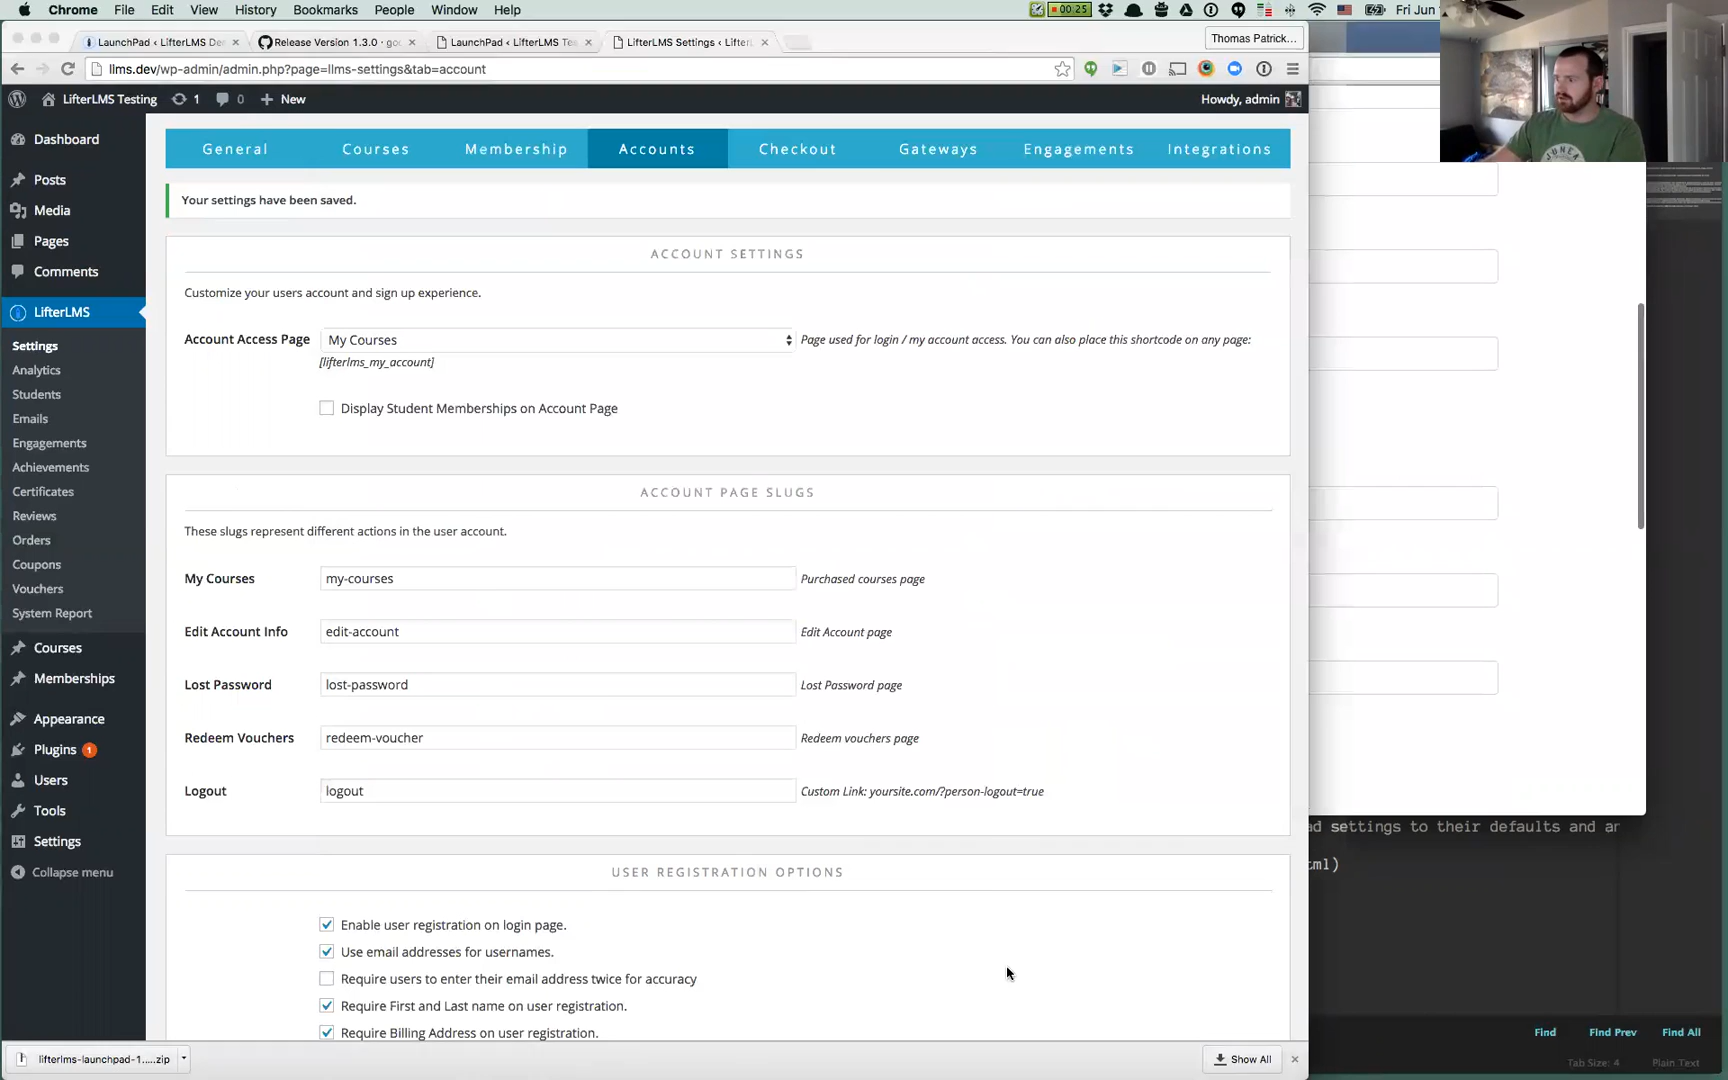 Chrome File Edit View History Bookmarks People Window Help 00:25 Fri Jun
LaunchPad ‹ LifterLMS De Release Version 1.3.0 · goc LaunchPad ‹ LifterLMS Tes LifterLMS Settings ‹ Lifter Thomas Patrick...
llms.dev/wp-admin/admin.php?page=llms-settings&tab=account
LifterLMS Testing 1 0 New Howdy, admin
Dashboard
Posts
Media
Pages
Comments
LifterLMS
Settings
Analytics
Students
Emails
Engagements
Achievements
Certificates
Reviews
Orders
Coupons
Vouchers
System Report
Courses
Memberships
Appearance
Plugins 1
Users
Tools
Settings
Collapse menu
General Courses Membership Accounts Checkout Gateways Engagements Integrations
Your settings have been saved.
ACCOUNT SETTINGS
Customize your users account and sign up experience.
Account Access Page My Courses Page used for login / my account access. You can also place this shortcode on any page:
[lifterlms_my_account]
Display Student Memberships on Account Page
ACCOUNT PAGE SLUGS
These slugs represent different actions in the user account.
My Courses my-courses Purchased courses page
Edit Account Info edit-account Edit Account page
Lost Password lost-password Lost Password page
Redeem Vouchers redeem-voucher Redeem vouchers page
Logout logout Custom Link: yoursite.com/?person-logout=true
USER REGISTRATION OPTIONS
Enable user registration on login page.
Use email addresses for usernames.
Require users to enter their email address twice for accuracy
Require First and Last name on user registration.
Require Billing Address on user registration.
lifterlms-launchpad-1.....zip Show All
ad settings to their defaults and ar
tml)
Find Find Prev Find All
Tab Size: 4 Plain Text